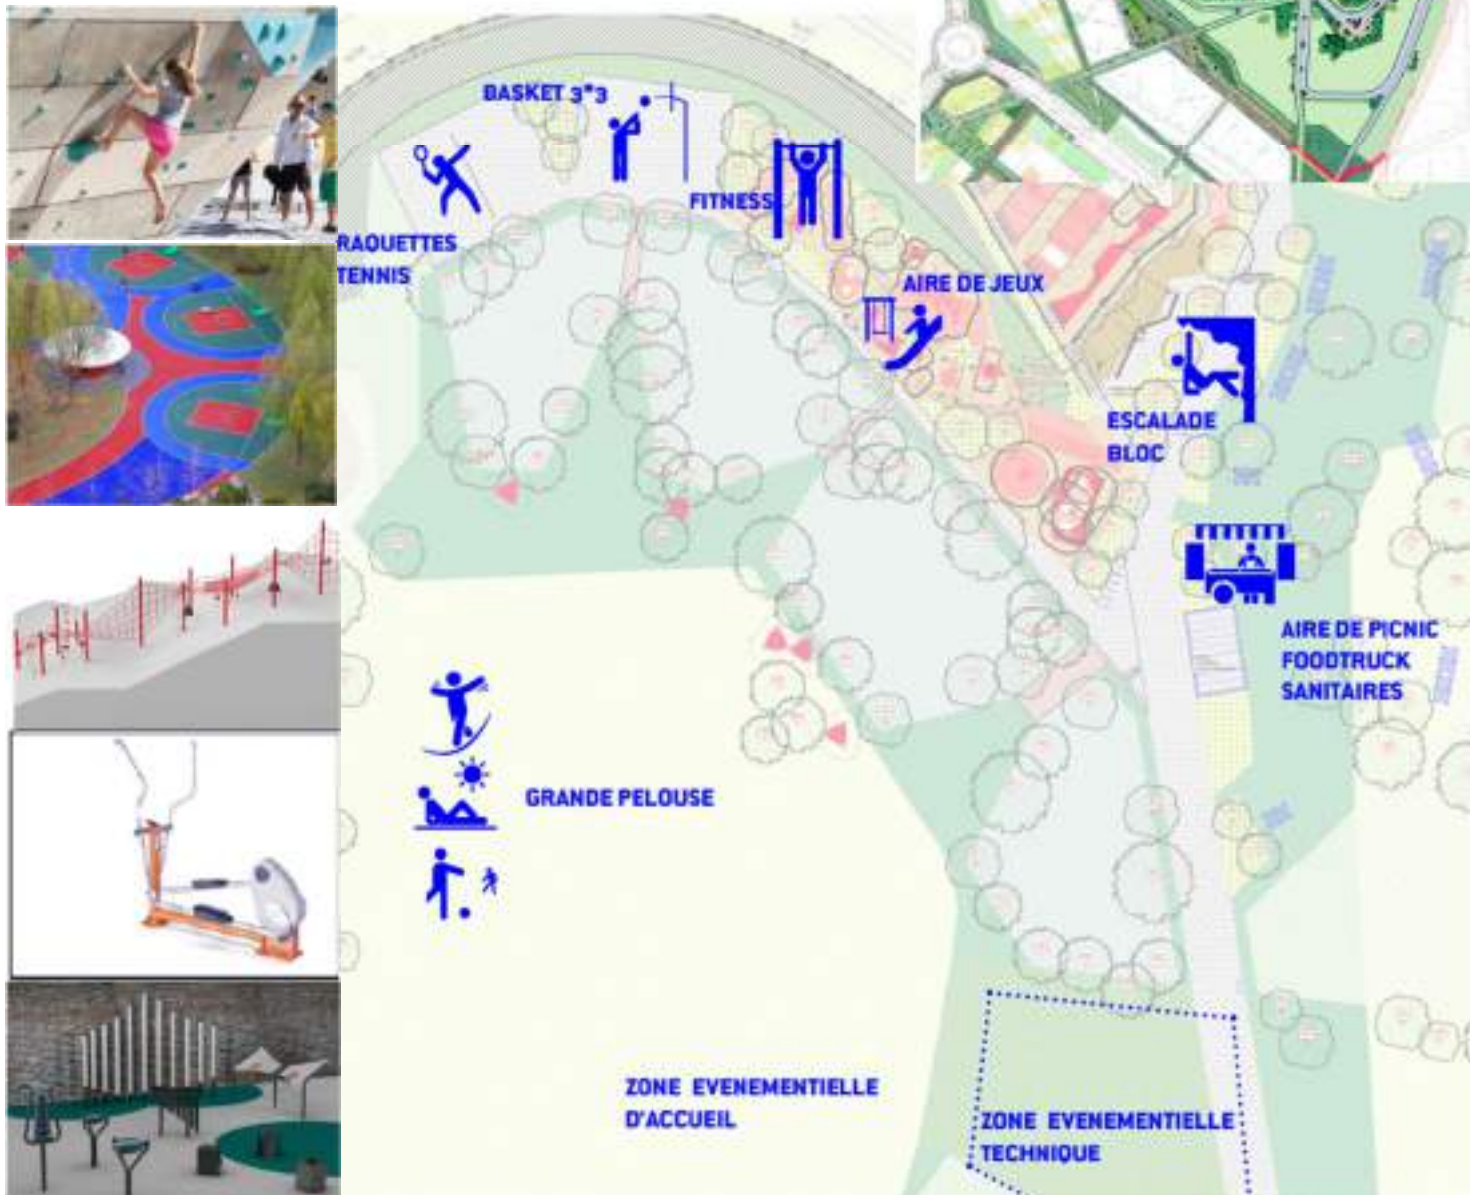 BASKET 3*3
FITNESS
RAQUETTES
TENNIS
AIRE DE JEUX
ESCALADE
BLOC
AIRE DE PICNIC
FOODTRUCK
SANITAIRES
GRANDE PELOUSE
ZONE EVENEMENTIELLE
D'ACCUEIL
ZONE EVENEMENTIELLE
TECHNIQUE